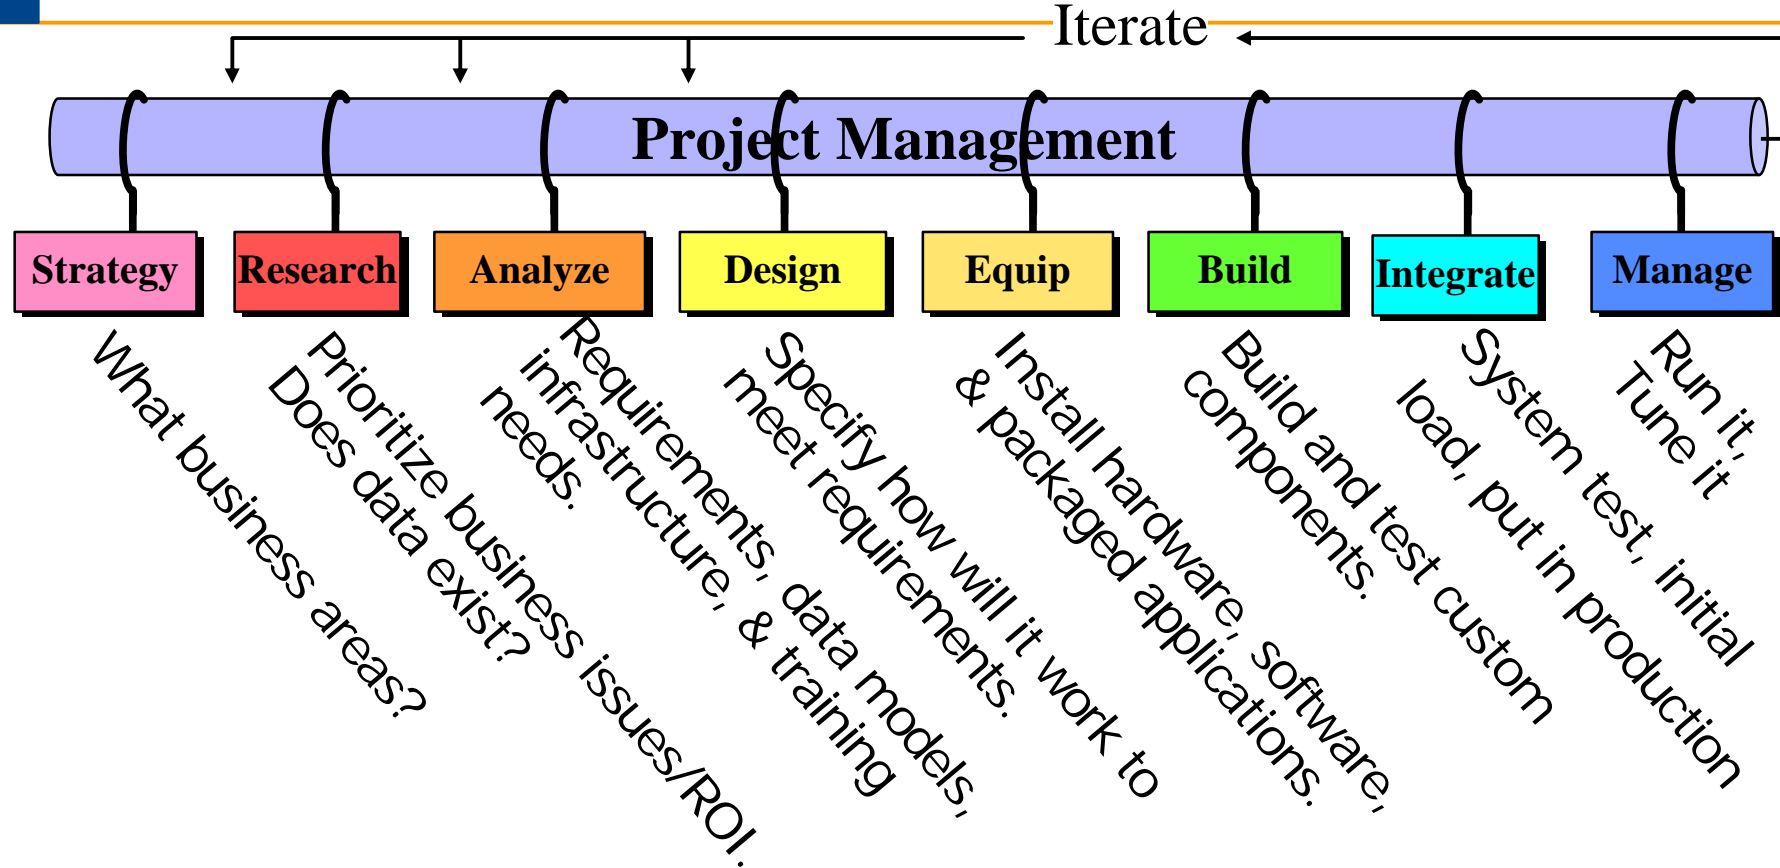 Iterate
Project Management
Strategy
Research
Analyze
Design
Equip
Build
Integrate
Manage
What business areas?
Prioritize business issues/ROI.
Does data exist?
Requirements, data models,
infrastructure, & training
needs.
Specify how will it work to
meet requirements.
Install hardware, software,
& packaged applications.
Build and test custom
components.
System test, initial
load, put in production
Run it,
Tune it